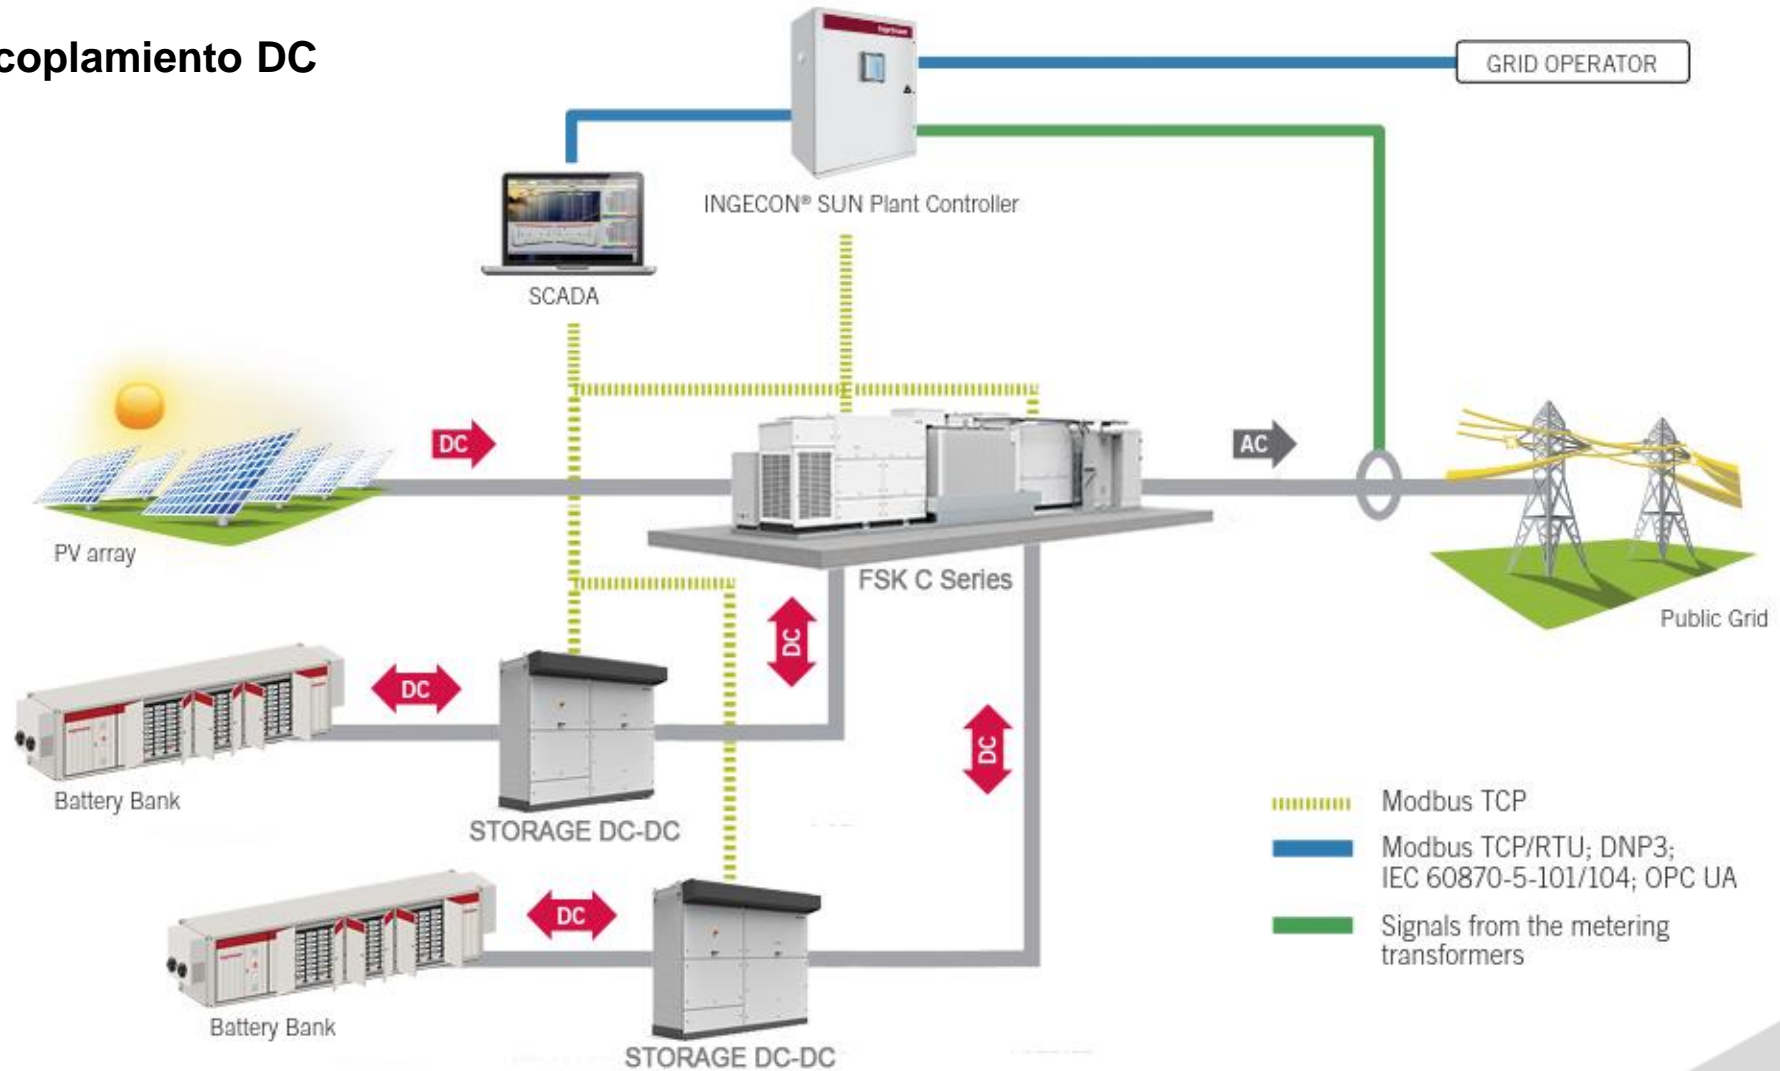 coplamiento DC
GRID OPERATOR
INGECON® SUN Plant Controller
SCADA
DC
AC
PV array
FSK C Series
Public Grid
DC
DC
DC
Battery Bank
STORAGE DC-DC
Modbus TCP
Modbus TCP/RTU; DNP3;
IEC 60870-5-101/104; OPC UA
DC
Signals from the metering
transformers
Battery Bank
STORAGE DC-DC